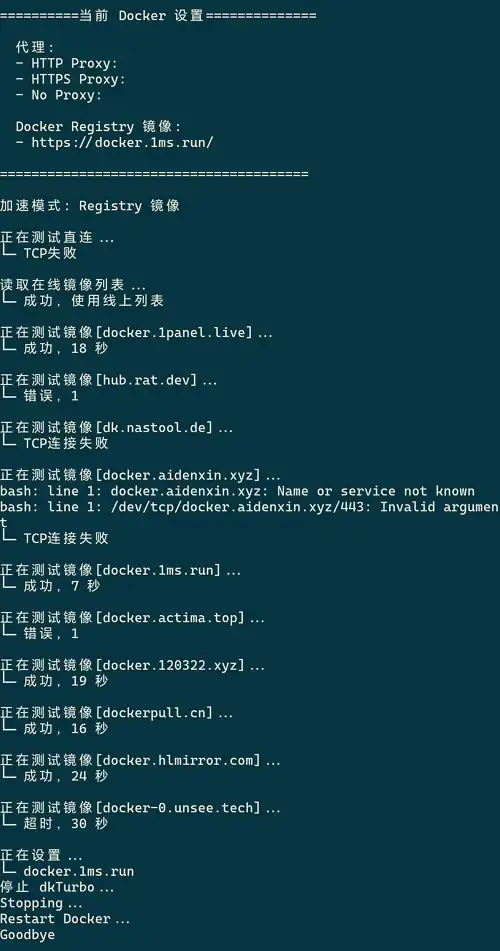 ==========当前 Docker 设置==============
代理:
- HTTP Proxy:
- HTTPS Proxy:
- No Proxy:
Docker Registry 镜像:
- https://docker.1ms.run/
=======================================
加速模式: Registry 镜像
正在测试直连...
└─ TCP失败
读取在线镜像列表...
└─ 成功, 使用线上列表
正在测试镜像[docker.1panel.live]...
└─ 成功, 18 秒
正在测试镜像[hub.rat.dev]...
└─ 错误, 1
正在测试镜像[dk.nastool.de]...
└─ TCP连接失败
正在测试镜像[docker.aidenxin.xyz]...
bash: line 1: docker.aidenxin.xyz: Name or service not known
bash: line 1: /dev/tcp/docker.aidenxin.xyz/443: Invalid argumen
t
└─ TCP连接失败
正在测试镜像[docker.1ms.run]...
└─ 成功, 7 秒
正在测试镜像[docker.actima.top]...
└─ 错误, 1
正在测试镜像[docker.120322.xyz]...
└─ 成功, 19 秒
正在测试镜像[dockerpull.cn]...
└─ 成功, 16 秒
正在测试镜像[docker.hlmirror.com]...
└─ 成功, 24 秒
正在测试镜像[docker-0.unsee.tech]...
└─ 超时, 30 秒
正在设置...
└─ docker.1ms.run
停止 dkTurbo...
Stopping...
Restart Docker...
Goodbye